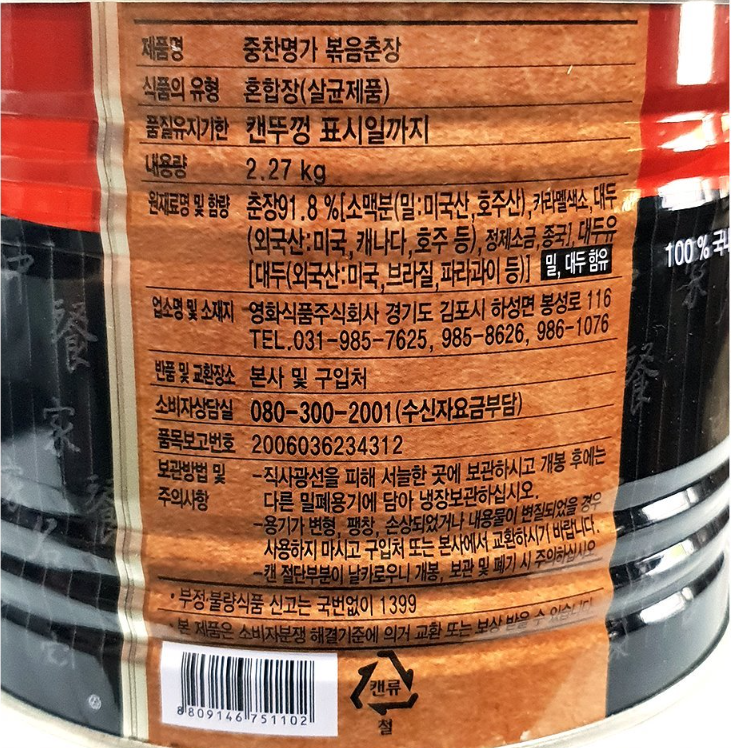 제품명 중찬명가 볶음춘장
식품의 유형 혼합장(살균제품)
품질유지기한 캔뚜껑 표시일까지
내용량 2.27 kg
원재료명 및 함량 춘장91.8 %[소맥분(밀:미국산,호주산),카라멜색소, 대두
(외국산:미국, 캐나다, 호주 등), 정제소금, 종국], 대두유
[대두(외국산:미국,브라질,파라과이 등)] 밀, 대두 함유
업소명 및 소재지 영화식품주식회사 경기도 김포시 하성면 봉성로 116
TEL.031-985-7625, 985-8626, 986-1076
반품 및 교환장소 본사 및 구입처
소비자상담실 080-300-2001(수신자요금부담)
품목보고번호 2006036234312
보관방법 및 주의사항
-직사광선을 피해 서늘한 곳에 보관하시고 개봉 후에는
다른 밀폐용기에 담아 냉장보관하십시오.
-용기가 변형, 팽창, 손상되었거나 내용물이 변질되었을 경우
사용하지 마시고 구입처 또는 본사에서 교환하시기 바랍니다.
-캔 절단부분이 날카로우니 개봉, 보관 및 폐기 시 주의하십시오
• 부정·불량식품 신고는 국번없이 1399
• 본 제품은 소비자분쟁 해결기준에 의거 교환 또는 보상 받을 수 있습니다.
8 809146 751102
캔류
철
100 % 국내
餐
家
餐
家
餐